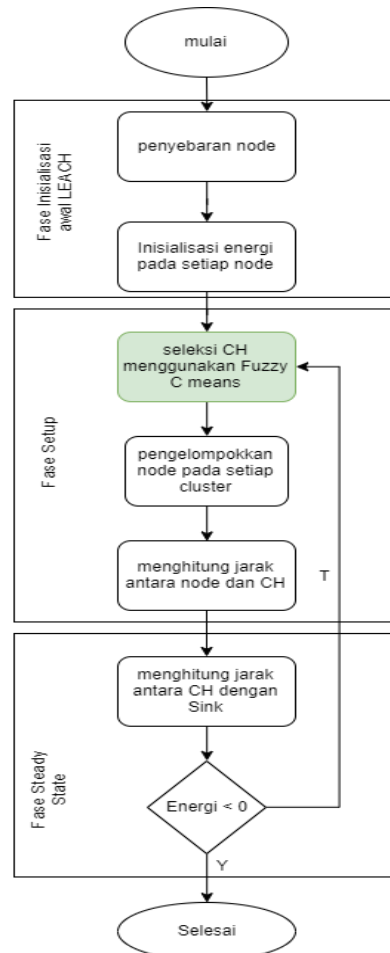 mulai
Fase Inisialisasi
awal LEACH
penyebaran node
Inisialisasi energi
pada setiap node
Fase Setup
seleksi CH
menggunakan Fuzzy
C means
pengelompokkan
node pada setiap
cluster
menghitung jarak
antara node dan CH
T
Fase Steady
State
menghitung jarak
antara CH dengan
Sink
Energi < 0
Y
Selesai